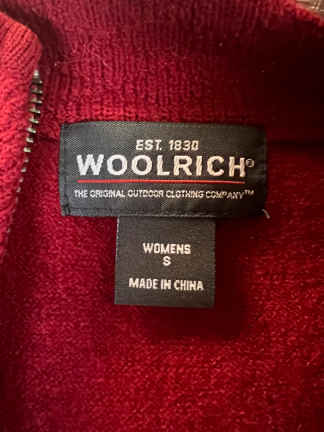 EST. 1830
WOOLRICH®
THE ORIGINAL OUTDOOR CLOTHING COMPANY™
WOMENS
S
MADE IN CHINA